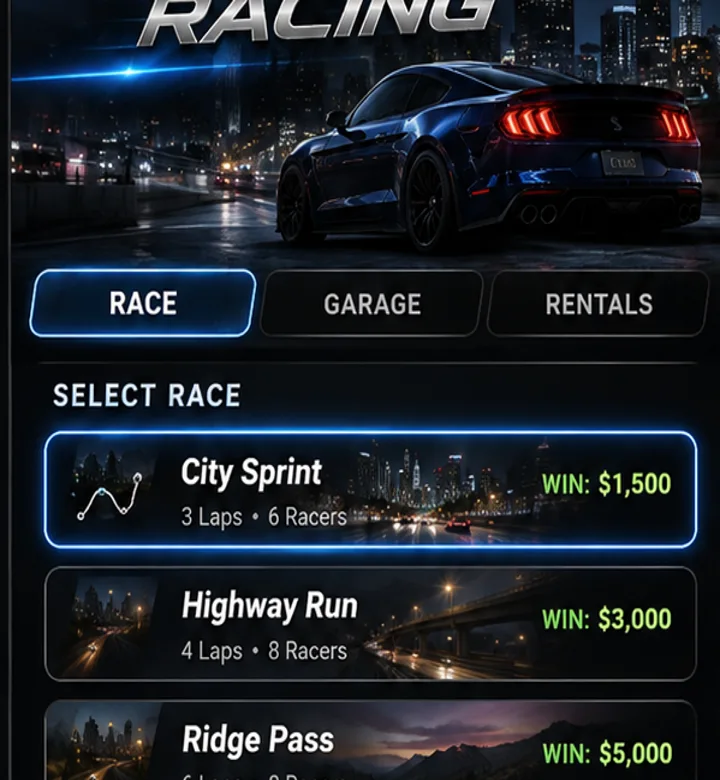 RACING
RACE
GARAGE
RENTALS
SELECT RACE
City Sprint
3 Laps • 6 Racers
WIN: $1,500
Highway Run
4 Laps • 8 Racers
WIN: $3,000
Ridge Pass
WIN: $5,000